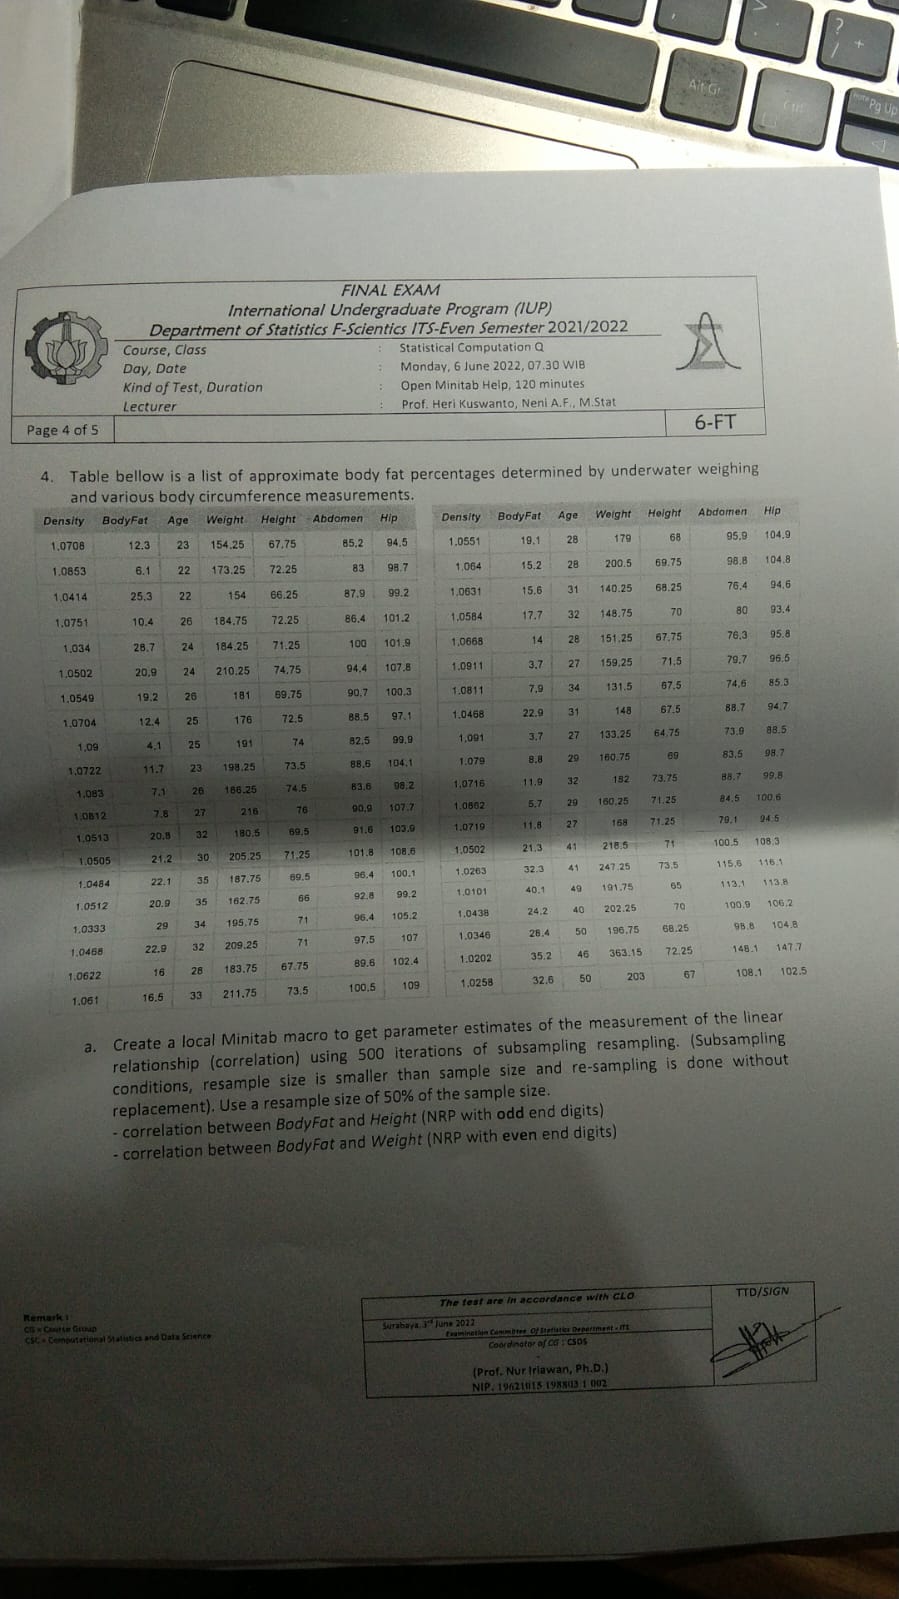 ? 
> +
/
Alt Gr
Pg Up
FINAL EXAM
International Undergraduate Program (IUP)
Department of Statistics F-Scientics ITS-Even Semester 2021/2022
Course, Class : Statistical Computation Q
Day, Date : Monday, 6 June 2022, 07.30 WIB
Kind of Test, Duration : Open Minitab Help, 120 minutes
Lecturer : Prof. Heri Kuswanto, Neni A.F., M.Stat
Page 4 of 5 6-FT
4. Table bellow is a list of approximate body fat percentages determined by underwater weighing
and various body circumference measurements.
Density BodyFat Age Weight Height Abdomen Hip
1,0708 12.3 23 154.25 67.75 85.2 94.5
1,0853 6.1 22 173.25 72.25 83 98.7
1,0414 25.3 22 154 66.25 87.9 99.2
1,0751 10.4 26 184.75 72.25 86.4 101.2
1,034 28.7 24 184.25 71.25 100 101.9
1,0502 20.9 24 210.25 74.75 94.4 107.8
1,0549 19.2 26 181 69.75 90.7 100.3
1,0704 12.4 25 176 72.5 88.5 97.1
1,09 4.1 25 191 74 82.5 99.9
1,0722 11.7 23 198.25 73.5 88.6 104.1
1,083 7.1 26 186.25 74.5 83.6 98.2
1,0812 7.8 27 216 76 90.9 107.7
1,0513 20.8 32 180.5 69.5 91.6 103.9
1,0505 21.2 30 205.25 71.25 101.8 108.6
1,0484 22.1 35 187.75 69.5 96.4 100.1
1,0512 20.9 35 162.75 66 92.8 99.2
1,0333 29 34 195.75 71 96.4 105.2
1,0468 22.9 32 209.25 71 97.5 107
1,0622 16 28 183.75 67.75 89.6 102.4
1,061 16.5 33 211.75 73.5 100.5 109
Density BodyFat Age Weight Height Abdomen Hip
1.0551 19.1 28 179 68 95.9 104.9
1.064 15.2 28 200.5 69.75 98.8 104.8
1.0631 15.6 31 140.25 68.25 76.4 94.6
1.0584 17.7 32 148.75 70 80 93.4
1.0668 14 28 151.25 67.75 76.3 95.8
1.0911 3.7 27 159.25 71.5 79.7 96.5
1.0811 7.9 34 131.5 67.5 74.6 85.3
1.0468 22.9 31 148 67.5 88.7 94.7
1.091 3.7 27 133.25 64.75 73.9 88.5
1.079 8.8 29 160.75 69 83.5 98.7
1.0716 11.9 32 182 73.75 88.7 99.8
1.0862 5.7 29 160.25 71.25 84.5 100.6
1.0719 11.8 27 168 71.25 79.1 94.5
1.0502 21.3 41 218.5 71 100.5 108.3
1.0263 32.3 41 247.25 73.5 115.6 116.1
1.0101 40.1 49 191.75 65 113.1 113.8
1.0438 24.2 40 202.25 70 100.9 106.2
1.0346 28.4 50 196.75 68.25 98.8 104.8
1.0202 35.2 46 363.15 72.25 148.1 147.7
1.0258 32.6 50 203 67 108.1 102.5
a. Create a local Minitab macro to get parameter estimates of the measurement of the linear
relationship (correlation) using 500 iterations of subsampling resampling. (Subsampling
conditions, resample size is smaller than sample size and re-sampling is done without
replacement). Use a resample size of 50% of the sample size.
- correlation between BodyFat and Height (NRP with odd end digits)
- correlation between BodyFat and Weight (NRP with even end digits)
Remark :
CG = Course Group
CSC = Computational Statistics and Data Science
The test are in accordance with CLO
TTD/SIGN
Surabaya, 3rd June 2022
Examination Committee Of Statistics Department - ITS
Coordinator of CG : CSDS
(Prof. Nur Iriawan, Ph.D.)
NIP. 19621015 198803 1 002